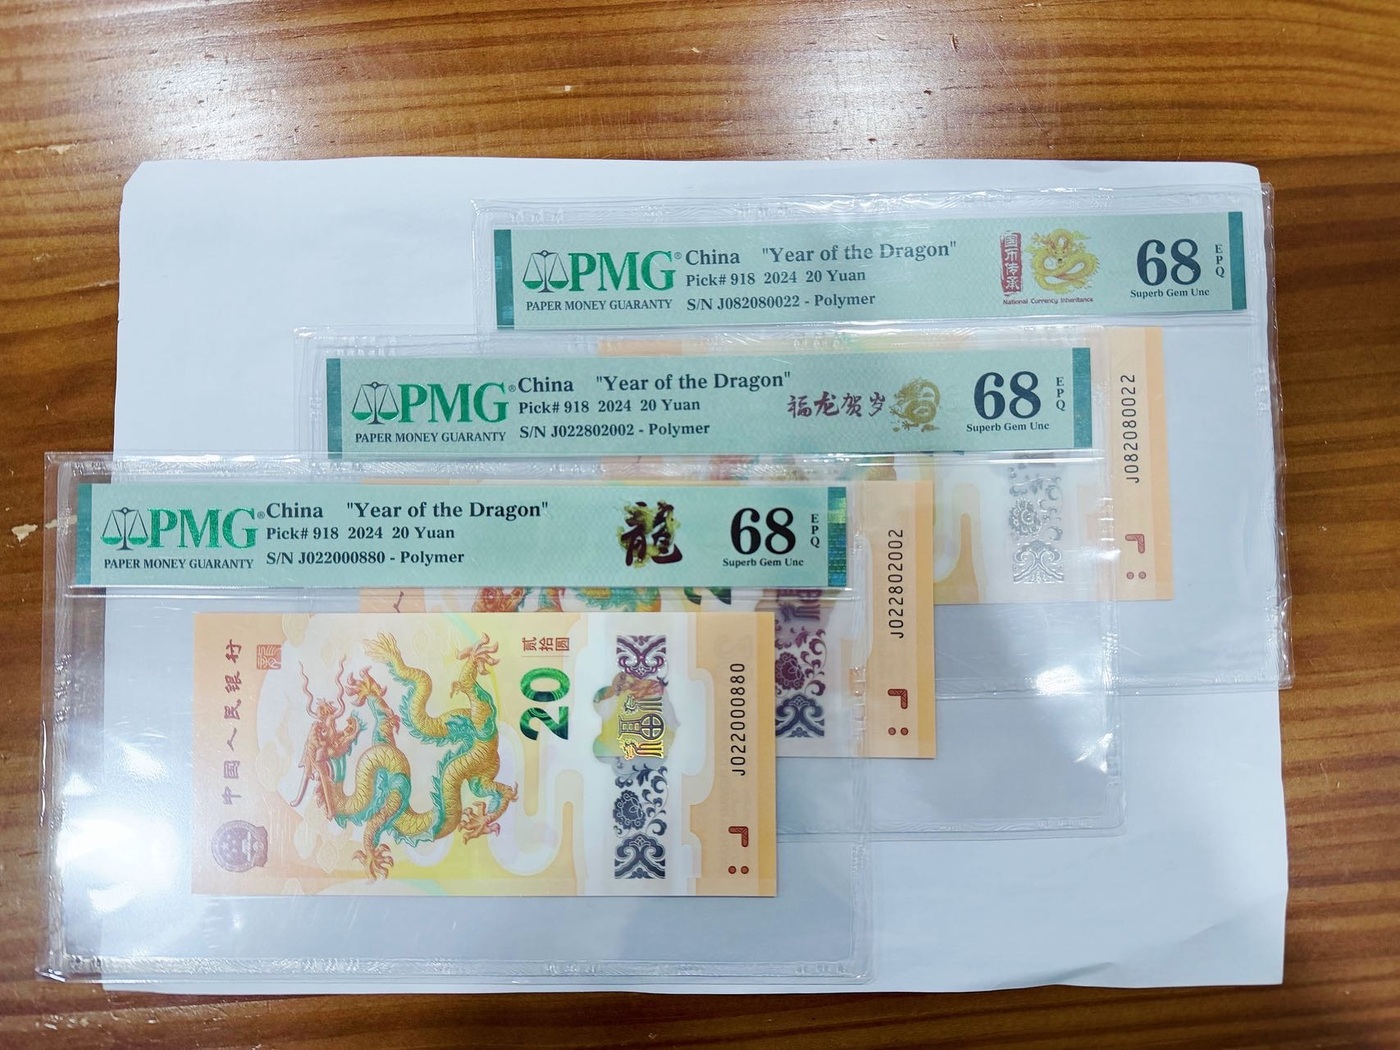 PMG®
PAPER MONEY GUARANTY
China "Year of the Dragon"
Pick# 918 2024 20 Yuan
S/N J082080022 - Polymer
国币传承
National Currency Inheritance
68
Superb Gem Unc
EPQ
J082080022
PMG®
PAPER MONEY GUARANTY
China "Year of the Dragon"
Pick# 918 2024 20 Yuan
S/N J022802002 - Polymer
福龙贺岁
68
Superb Gem Unc
EPQ
J022802002
PMG®
PAPER MONEY GUARANTY
China "Year of the Dragon"
Pick# 918 2024 20 Yuan
S/N J022000880 - Polymer
龍
68
Superb Gem Unc
EPQ
中国人民银行
贰拾圆
20
J022000880